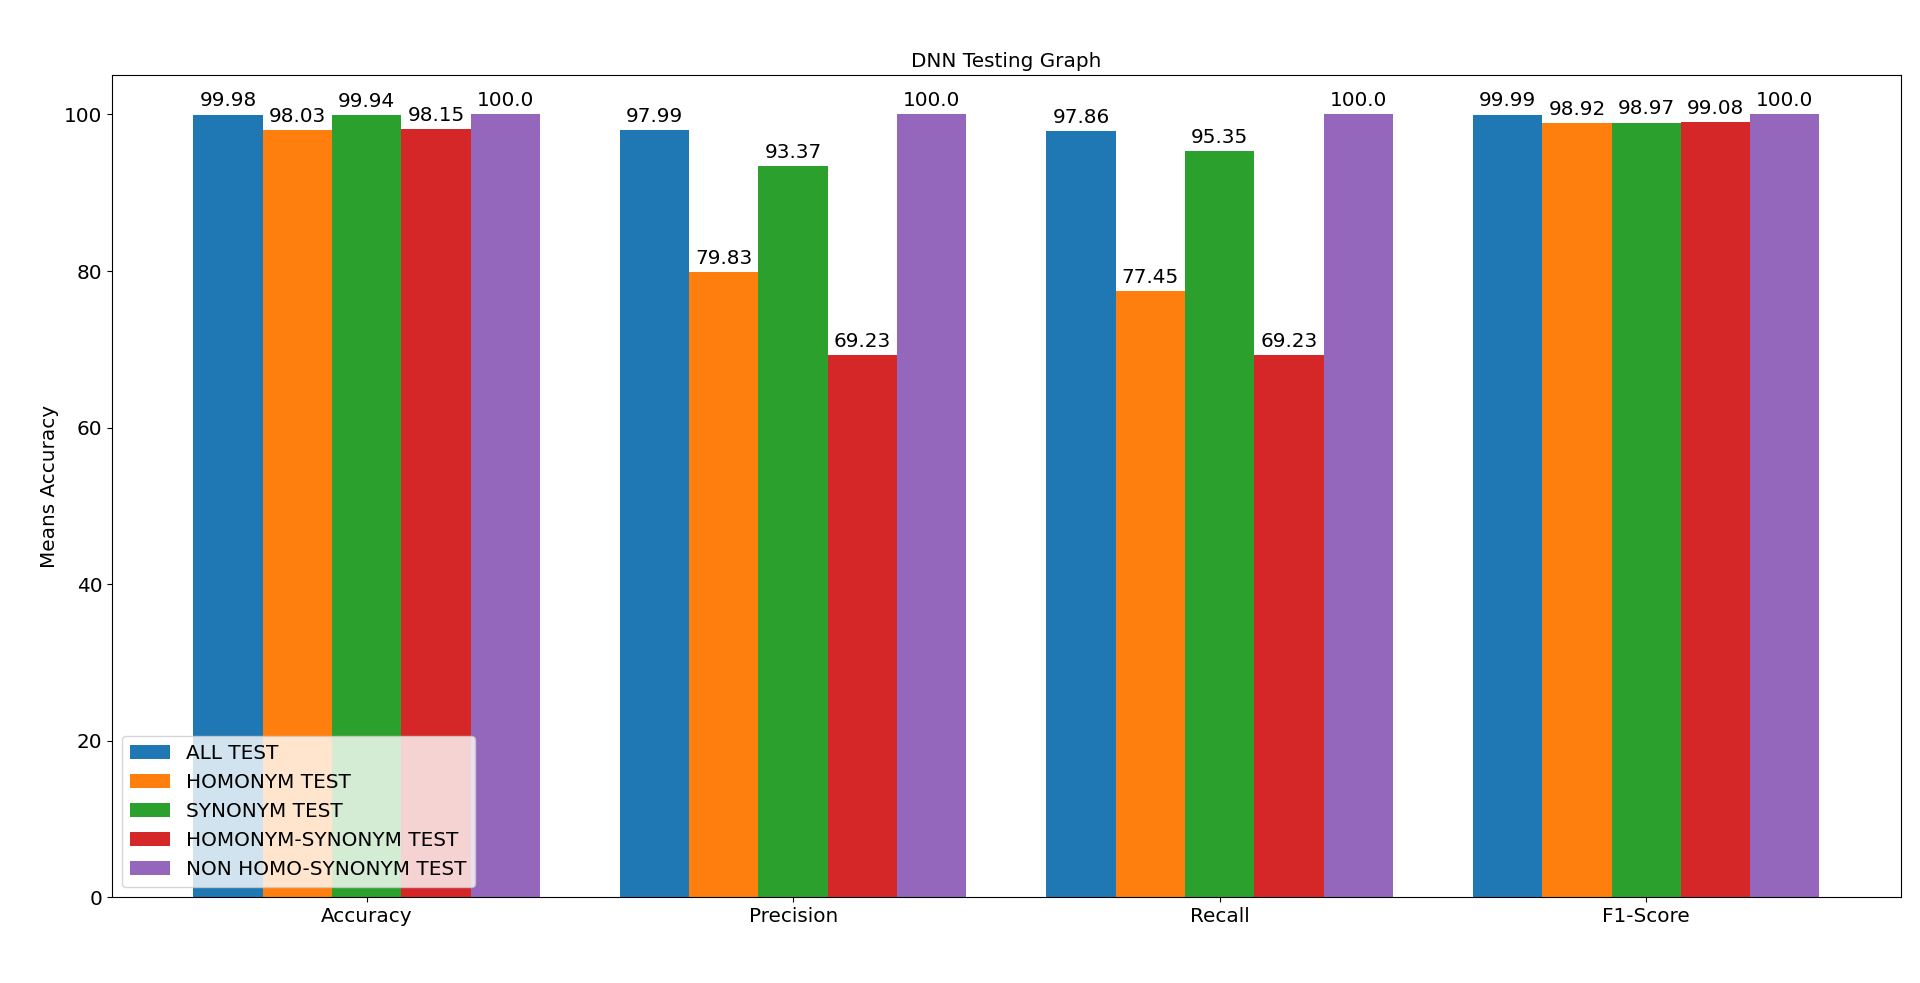 DNN Testing Graph
99.98 98.03 99.94 98.15 100.0
97.99 79.83 93.37 69.23 100.0
97.86 77.45 95.35 69.23 100.0
99.99 98.92 98.97 99.08 100.0
100
80
60
40
20
0
Means Accuracy
ALL TEST
HOMONYM TEST
SYNONYM TEST
HOMONYM-SYNONYM TEST
NON HOMO-SYNONYM TEST
Accuracy Precision Recall F1-Score